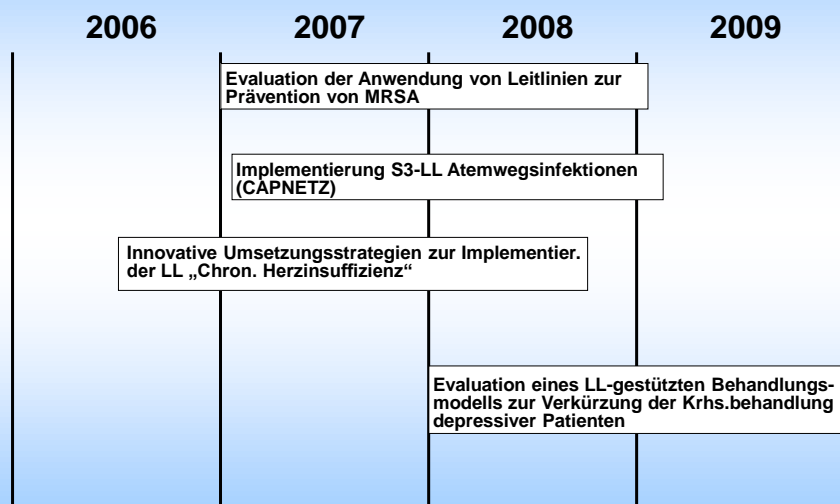 2006 2007 2008 2009
Evaluation der Anwendung von Leitlinien zur
Prävention von MRSA
Implementierung S3-LL Atemwegsinfektionen
(CAPNETZ)
Innovative Umsetzungsstrategien zur Implementier.
der LL „Chron. Herzinsuffizienz“
Evaluation eines LL-gestützten Behandlungs-
modells zur Verkürzung der Krhs.behandlung
depressiver Patienten